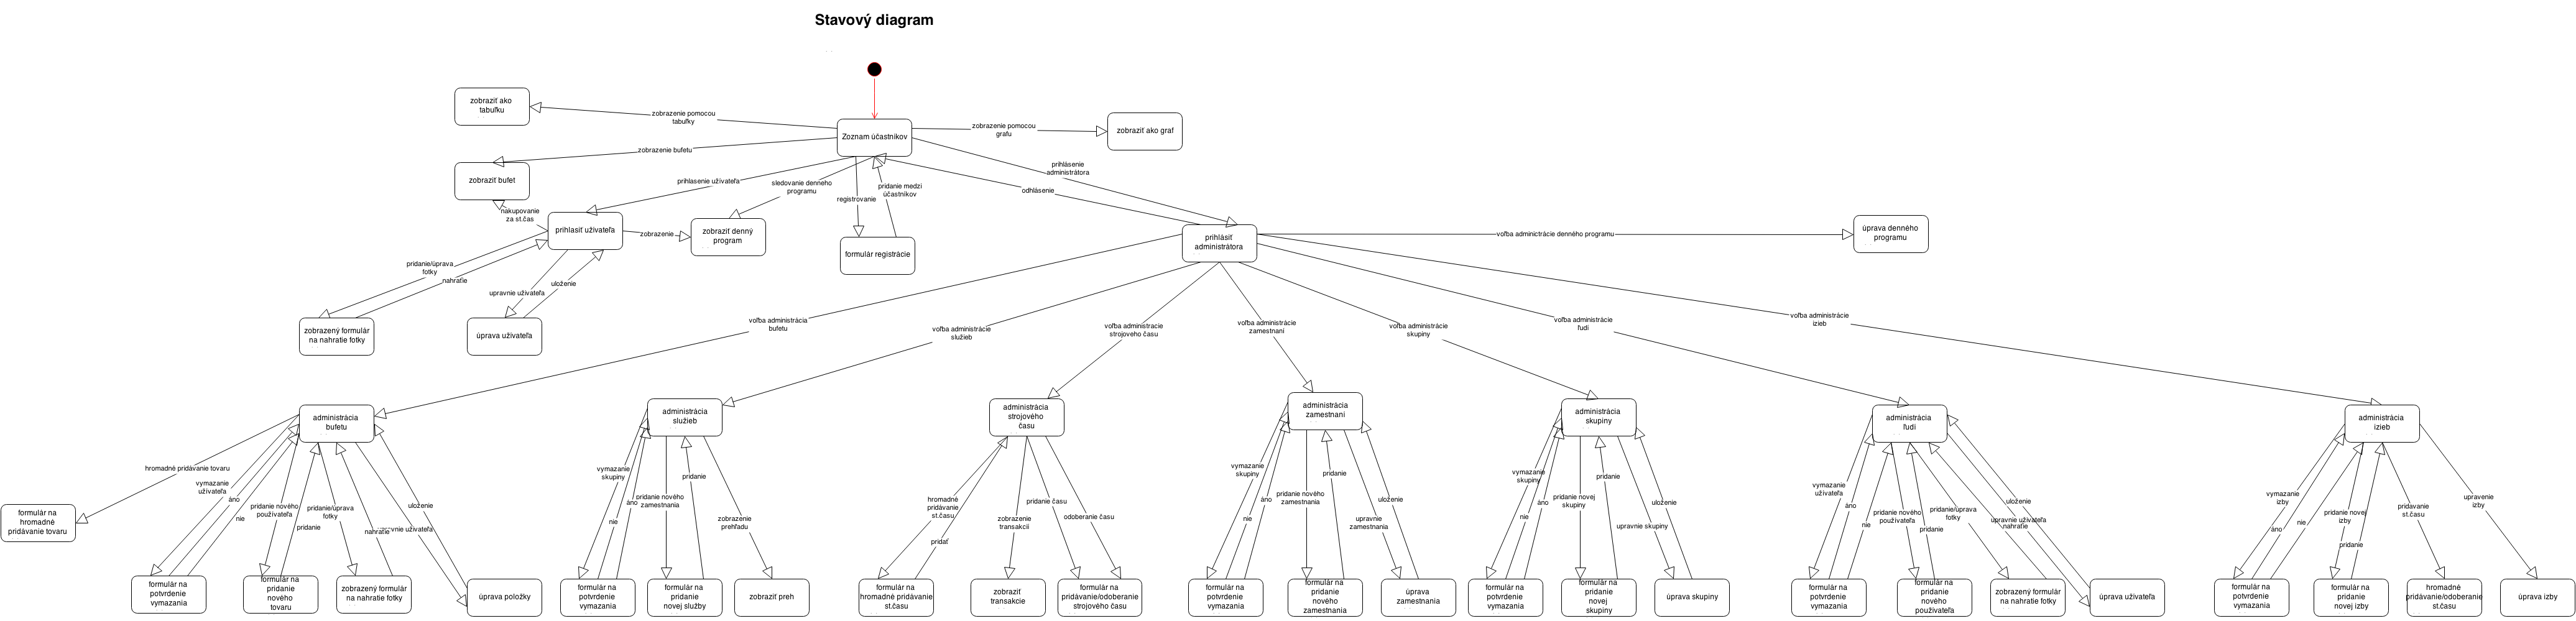 Stavový diagram
zobraziť ako
tabuľku
zobrazenie pomocou
tabuľky
Zoznam účastníkov
zobrazenie pomocou
grafu
zobraziť ako graf
zobrazenie bufetu
zobraziť bufet
prihlasenie užívateľa
sledovanie denneho
programu
registrovanie
pridanie medzi
účastníkov
odhlásenie
prihlásenie
administrátora
nakupovanie
za st.čas
prihlasiť uživateľa
zobrazenie
zobraziť denný
program
formulár registrácie
prihlásiť
administrátora
voľba adminictrácie denného programu
úprava denného
programu
pridanie/úprava
fotky
nahratie
upravnie uživateľa
uloženie
zobrazený formulár
na nahratie fotky
úprava uživateľa
voľba administrácia
bufetu
voľba administrácie
služieb
voľba administracie
strojoveho času
voľba administrácie
zamestnaní
voľba administrácie
skupiny
voľba administrácie
ľudí
voľba administrácie
izieb
administrácia
bufetu
administrácia
služieb
administrácia
strojového
času
administrácia
zamestnaní
administrácia
skupiny
administrácia
ľudí
administrácia
izieb
hromadné pridávanie tovaru
vymazanie
uživateľa
áno
nie
pridanie nového
používateľa
pridanie
pridanie/úprava
fotky
nahratie
upravnie uživateľa
uloženie
vymazanie
skupiny
nie
áno
pridanie nového
zamestnania
pridanie
zobrazenie
prehľadu
hromadné
pridávanie
st.času
pridať
zobrazenie
transakcií
pridanie času
odoberanie času
vymazanie
skupiny
nie
áno
pridanie nového
zamestnania
pridanie
upravnie
zamestnania
uloženie
vymazanie
skupiny
nie
áno
pridanie novej
skupiny
pridanie
upravnie skupiny
uloženie
vymazanie
uživateľa
áno
nie
pridanie nového
používateľa
pridanie
pridanie/úprava
fotky
nahratie
upravnie uživateľa
uloženie
vymazanie
izby
áno
nie
pridanie novej
izby
pridanie
pridavanie
st.času
upravenie
izby
formulár na
hromadné
pridávanie tovaru
formulár na
potvrdenie
vymazania
formulár na
pridanie
nového
tovaru
zobrazený formulár
na nahratie fotky
úprava položky
formulár na
potvrdenie
vymazania
formulár na
pridanie
novej služby
zobraziť preh
formulár na
hromadné pridávanie
st.času
zobraziť
transakcie
formulár na
pridávanie/odoberanie
strojového času
formulár na
potvrdenie
vymazania
formulár na
pridanie
nového
zamestnania
úprava
zamestnania
formulár na
potvrdenie
vymazania
formulár na
pridanie
novej
skupiny
úprava skupiny
formulár na
potvrdenie
vymazania
formulár na
pridanie
nového
používateľa
zobrazený formulár
na nahratie fotky
úprava uživateľa
formulár na
potvrdenie
vymazania
formulár na
pridanie
novej izby
hromadné
pridávanie/odoberanie
st.času
úprava izby